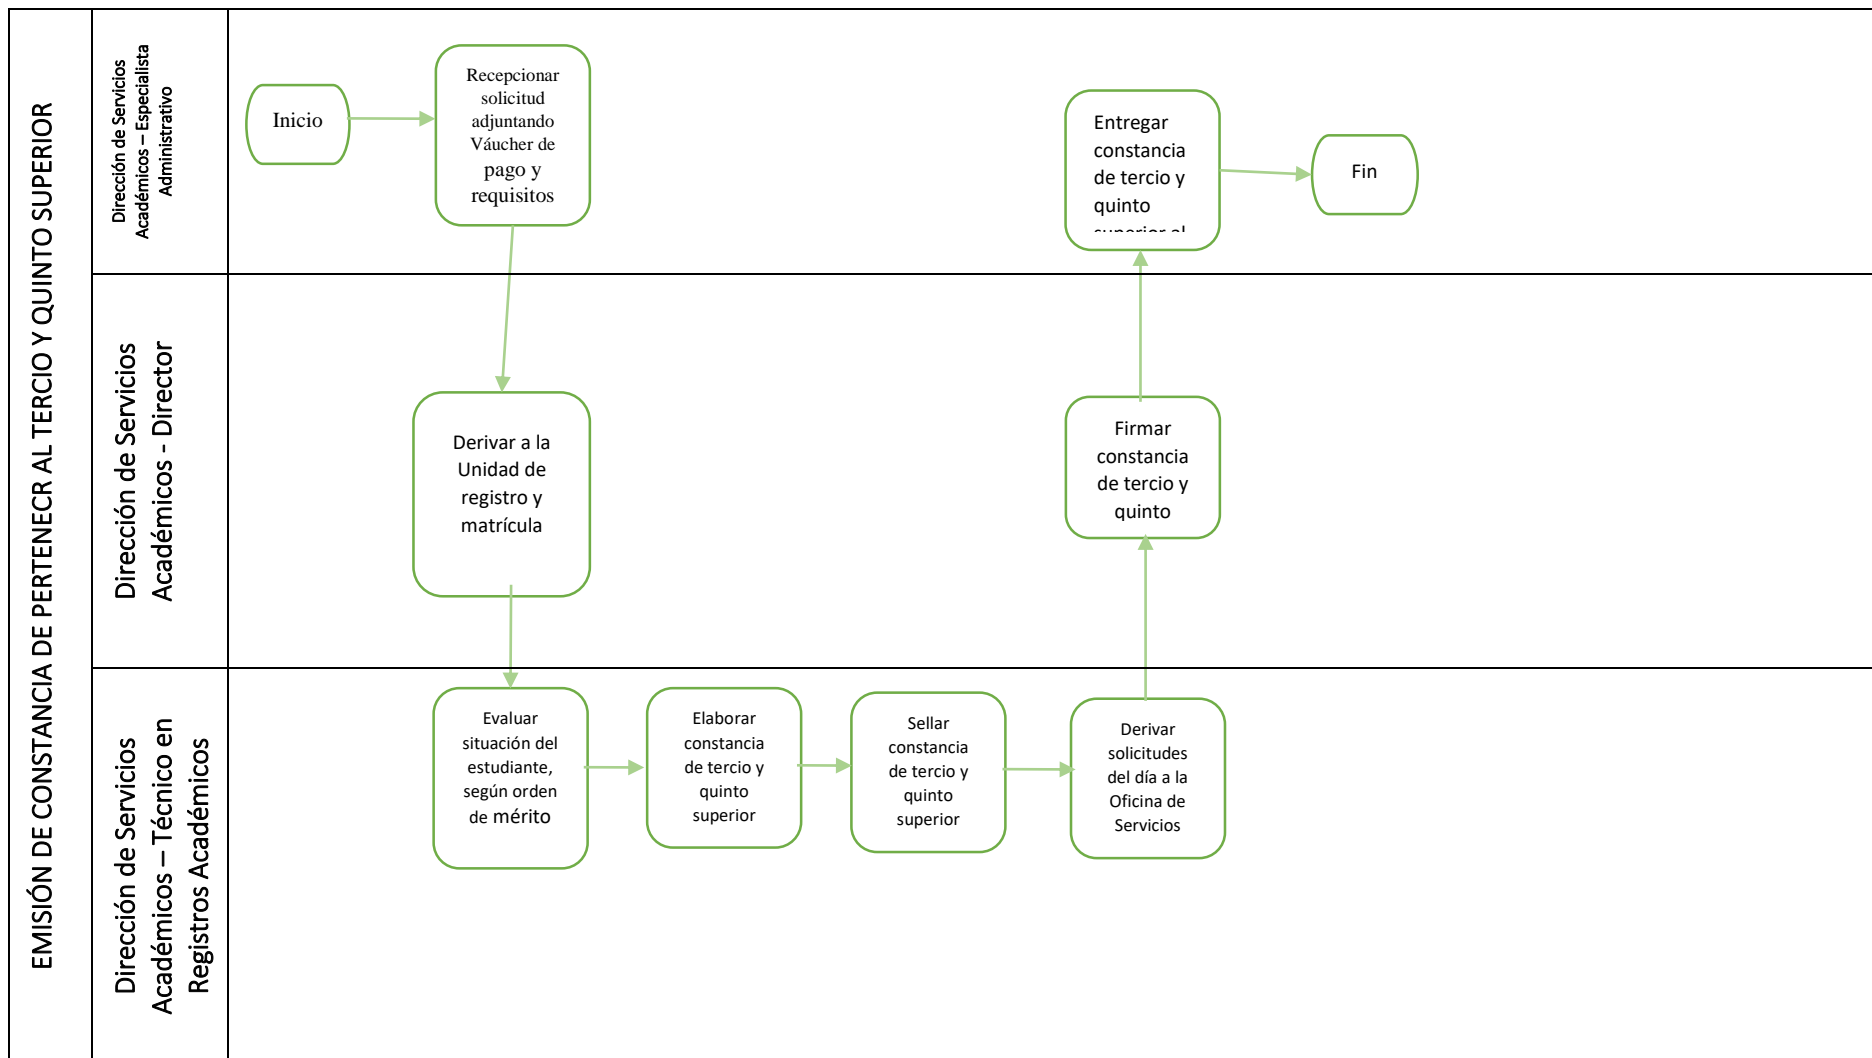 EMISIÓN DE CONSTANCIA DE PERTENECR AL TERCIO Y QUINTO SUPERIOR
Dirección de Servicios
Académicos – Especialista
Administrativo
Inicio
Recepcionar
solicitud
adjuntando
Váucher de
pago y
requisitos
Entregar
constancia
de tercio y
quinto
superior al
Fin
Dirección de Servicios
Académicos - Director
Derivar a la
Unidad de
registro y
matrícula
Firmar
constancia
de tercio y
quinto
Dirección de Servicios
Académicos – Técnico en
Registros Académicos
Evaluar
situación del
estudiante,
según orden
de mérito
Elaborar
constancia
de tercio y
quinto
superior
Sellar
constancia
de tercio y
quinto
superior
Derivar
solicitudes
del día a la
Oficina de
Servicios